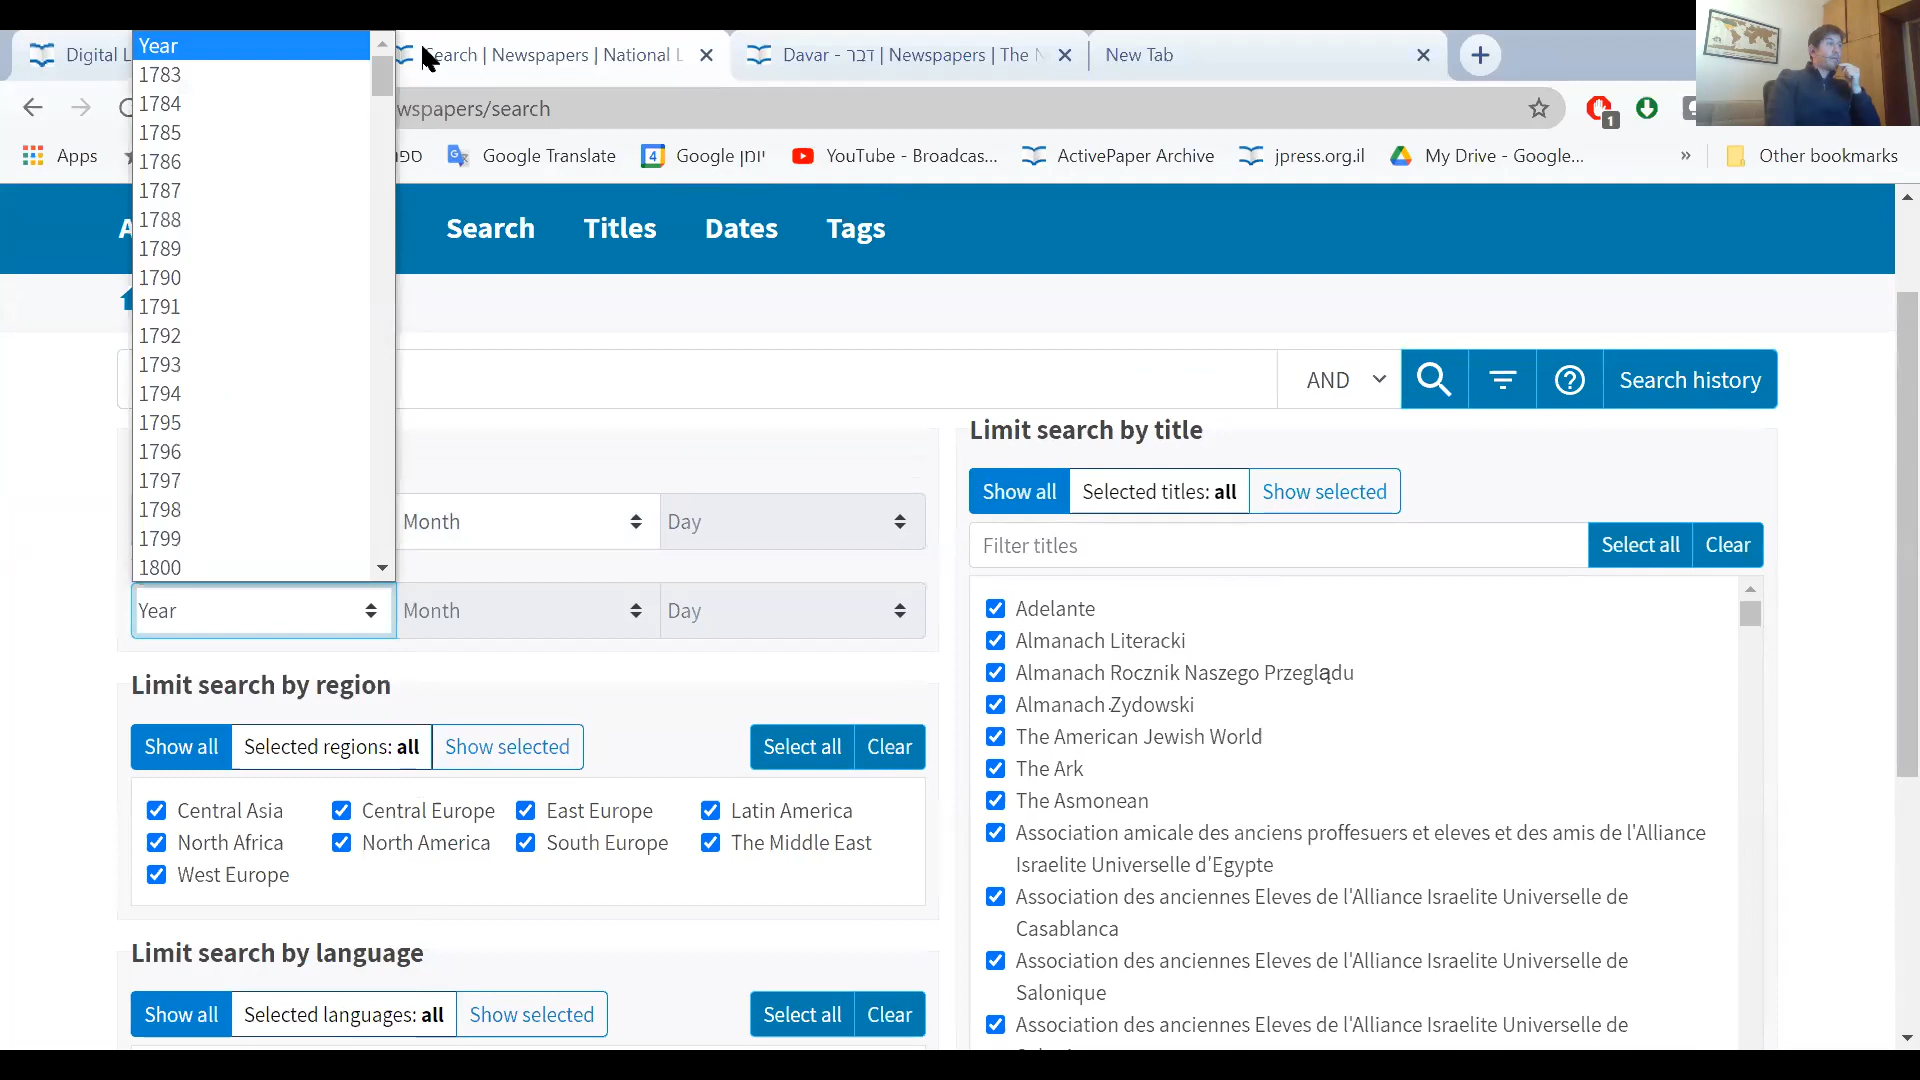 Digital L
Search | Newspapers | National L
Davar - דבר | Newspapers | The N
New Tab
wspapers/search
1
Apps
ספר
Google Translate
4
Google יומן
YouTube - Broadcas...
ActivePaper Archive
jpress.org.il
My Drive - Google...
»
Other bookmarks
A
Search
Titles
Dates
Tags
Year
1783
1784
1785
1786
1787
1788
1789
1790
1791
1792
1793
1794
1795
1796
1797
1798
1799
1800
AND
Search history
Month
Day
Year
Month
Day
Limit search by region
Show all
Selected regions: all
Show selected
Select all
Clear
Central Asia
Central Europe
East Europe
Latin America
North Africa
North America
South Europe
The Middle East
West Europe
Limit search by language
Show all
Selected languages: all
Show selected
Select all
Clear
Limit search by title
Show all
Selected titles: all
Show selected
Filter titles
Select all
Clear
Adelante
Almanach Literacki
Almanach Rocznik Naszego Przeglądu
Almanach Żydowski
The American Jewish World
The Ark
The Asmonean
Association amicale des anciens proffesuers et eleves et des amis de l'Alliance
Israelite Universelle d'Egypte
Association des anciennes Eleves de l'Alliance Israelite Universelle de
Casablanca
Association des anciennes Eleves de l'Alliance Israelite Universelle de
Salonique
Association des anciennes Eleves de l'Alliance Israelite Universelle de